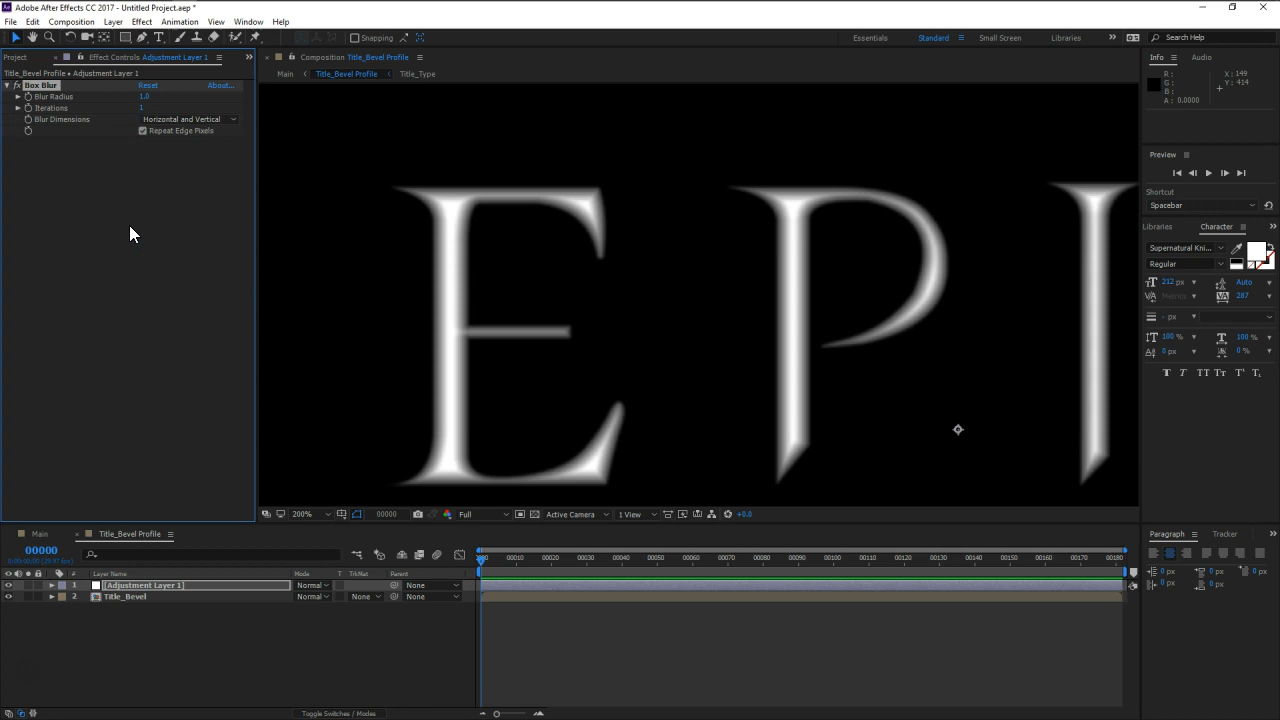 Adobe After Effects CC 2017 - Untitled Project.aep *
File Edit Composition Layer Effect Animation View Window Help
Snapping Essentials Standard Small Screen Libraries Search Help
Project Effect Controls Adjustment Layer 1 Composition Title_Bevel Profile Info Audio
Title_Bevel Profile • Adjustment Layer 1 Main Title_Bevel Profile Title_Type
fx Box Blur Reset About...
Blur Radius 1.0
Iterations 1
Blur Dimensions Horizontal and Vertical
Repeat Edge Pixels
R :
G :
B :
A : 0.0000
X : 149
Y : 414
Preview
Shortcut
Spacebar
Libraries Character
Supernatural Kni...
Regular
212 px Auto
Metrics 287
- px
100 % 100 %
0 px 0 %
E P I
200% 00000 Full Active Camera 1 View +0.0
Main Title_Bevel Profile Paragraph Tracker
00000
00010 00020 00030 00040 00050 00060 00070 00080 00090 00100 00110 00120 00130 00140 00150 00160 00170 00180
# Layer Name Mode T TrkMat Parent
1 [Adjustment Layer 1] Normal None
2 Title_Bevel Normal None None
0 px 0 px 0 px
0 px 0 px
Toggle Switches / Modes